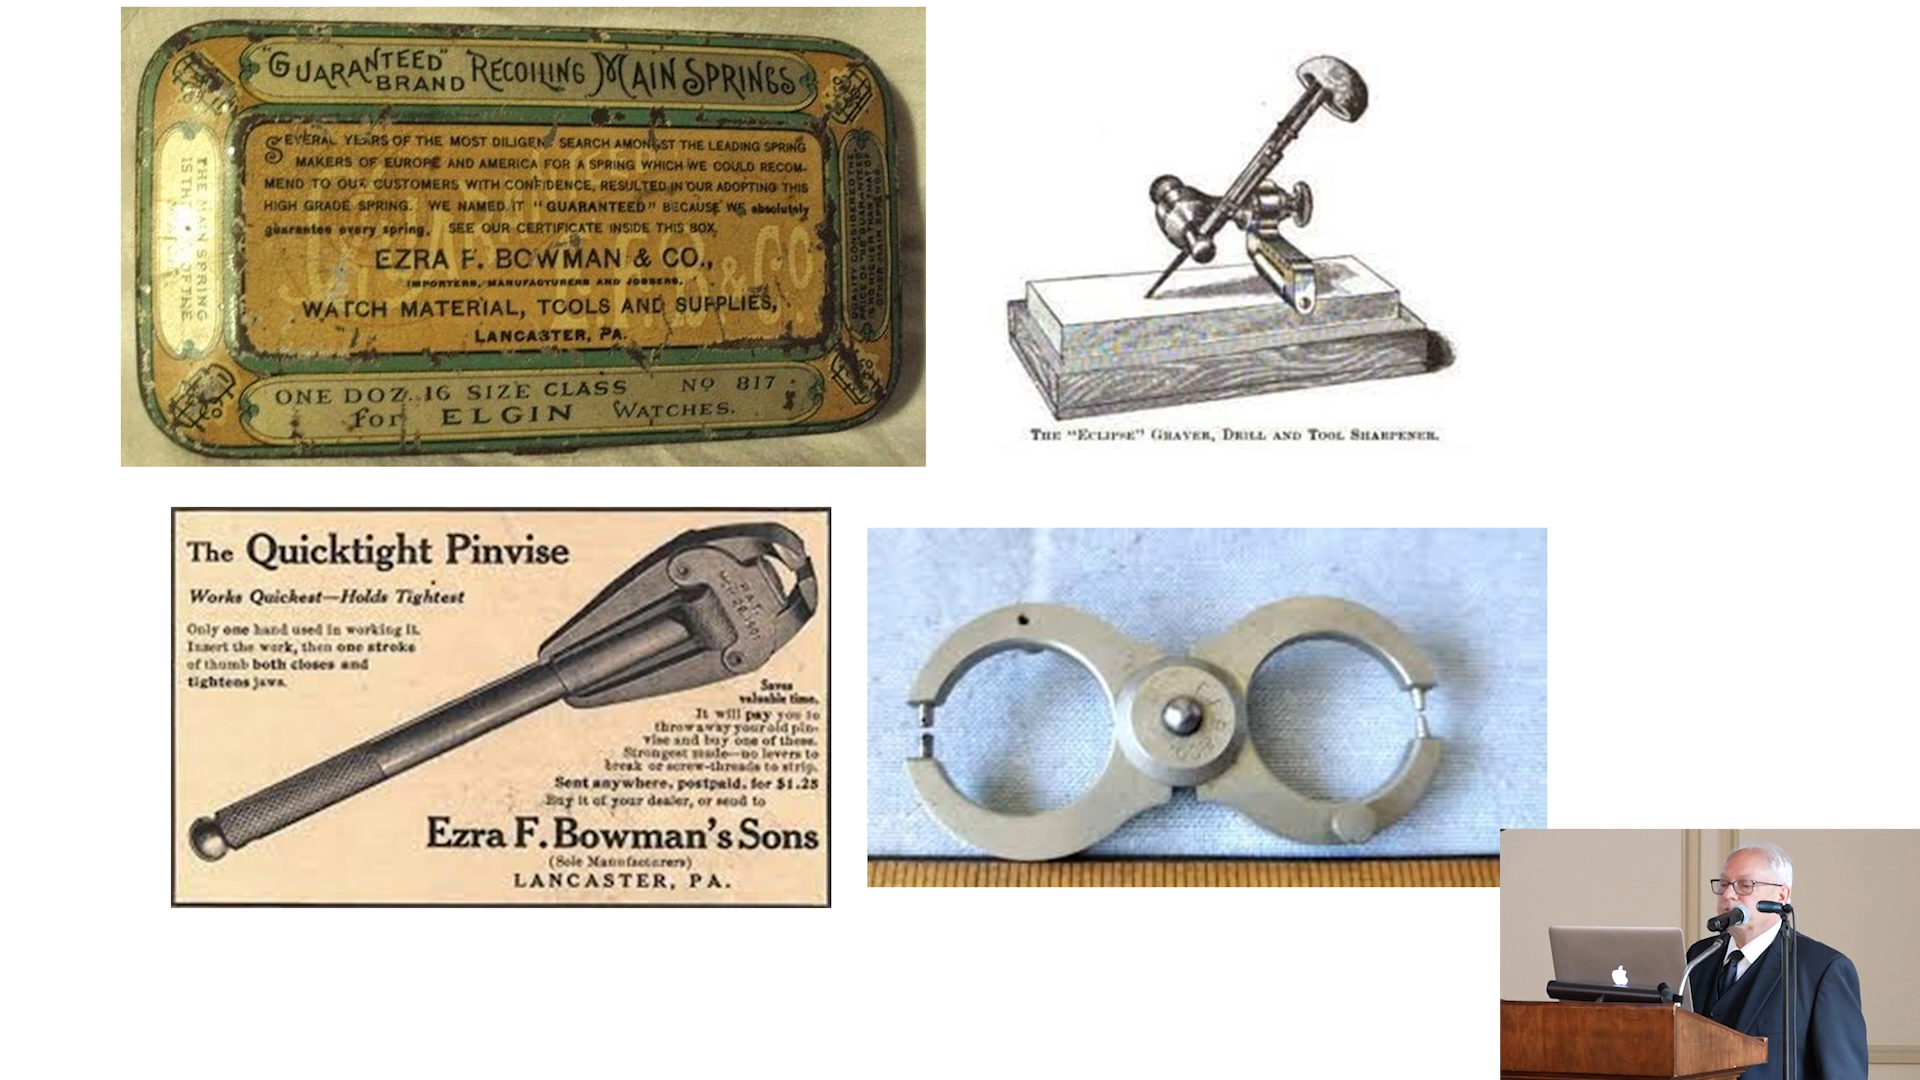 "GUARANTEED" BRAND RECOILING MAIN SPRINGS
SEVERAL YEARS OF THE MOST DILIGENT SEARCH AMONGST THE LEADING SPRING
MAKERS OF EUROPE AND AMERICA FOR A SPRING WHICH WE COULD RECOM-
MEND TO OUR CUSTOMERS WITH CONFIDENCE, RESULTED IN OUR ADOPTING THIS
HIGH GRADE SPRING. WE NAMED IT "GUARANTEED" BECAUSE WE absolutely
guarantee every spring. SEE OUR CERTIFICATE INSIDE THIS BOX.
EZRA F. BOWMAN & CO.,
IMPORTERS, MANUFACTURERS AND JOBBERS,
WATCH MATERIAL, TOOLS AND SUPPLIES,
LANCASTER, PA.
ONE DOZ. 16 SIZE CLASS No 817
for ELGIN WATCHES.
THE MAIN SPRING
IS THE
THE "ECLIPSE" GRAVER, DRILL AND TOOL SHARPENER.
The Quicktight Pinvise
Works Quickest—Holds Tightest
Only one hand used in working it.
Insert the work, then one stroke
of thumb both closes and
tightens jaws.
PAT.
1901
Saves
valuable time.
It will pay you to
throw away your old pin-
vise and buy one of these.
Strongest made—no levers to
break or screw-threads to strip.
Sent anywhere, postpaid, for $1.25
Buy it of your dealer, or send to
Ezra F. Bowman's Sons
(Sole Manufacturers)
LANCASTER, PA.